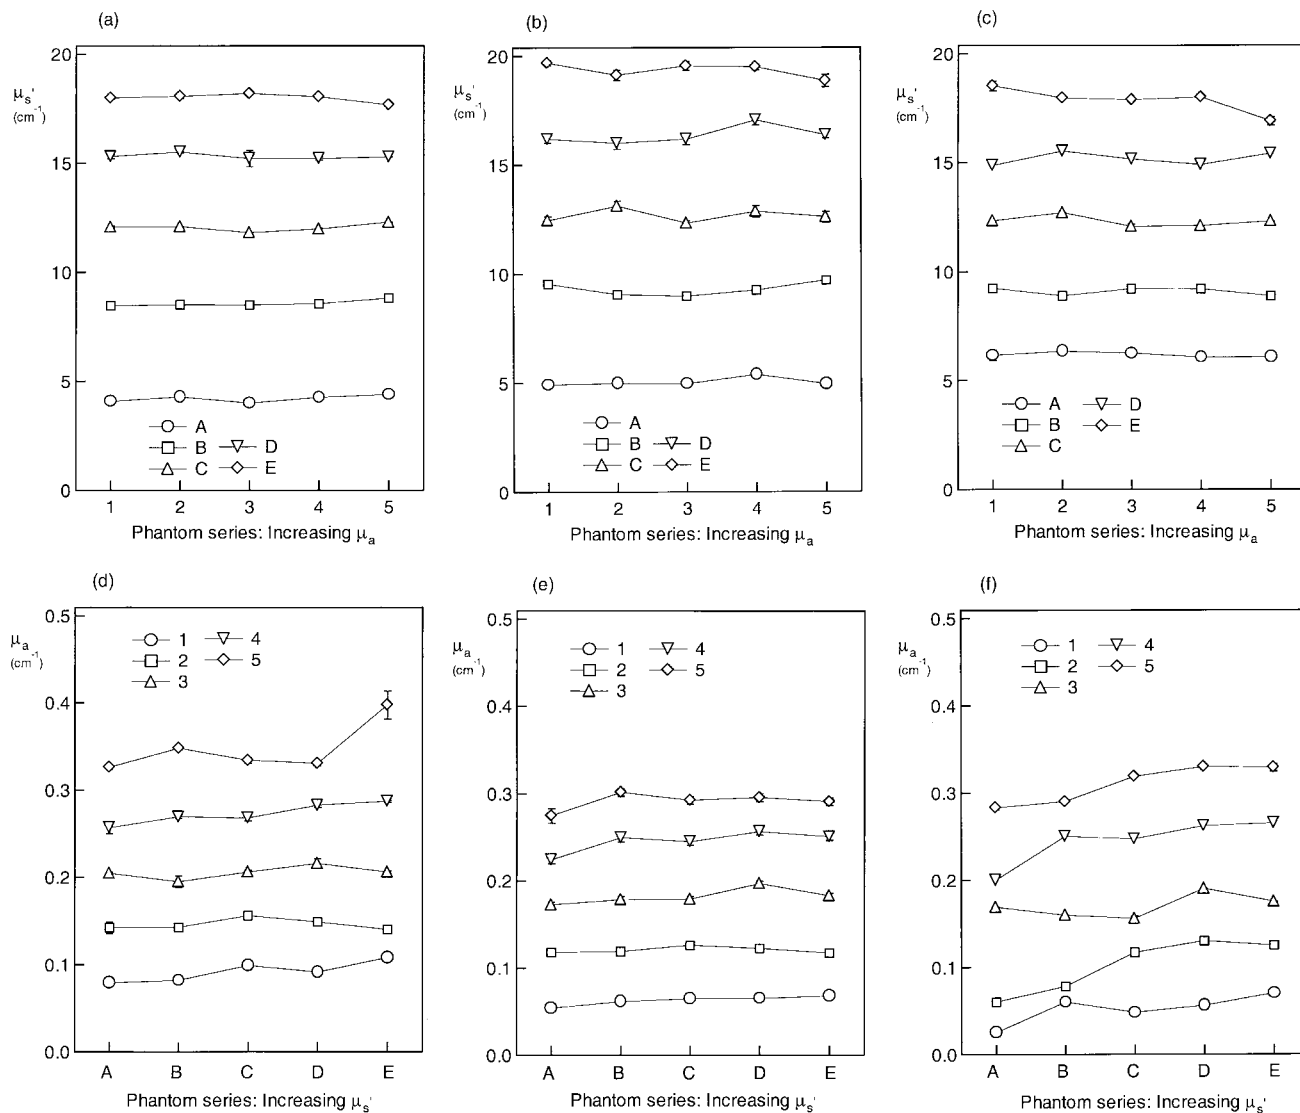 (a)
20
μs'
(cm-1)
15
10
5
0
A
B
D
C
E
1 2 3 4 5
Phantom series: Increasing μa
(b)
20
μs'
(cm-1)
15
10
5
0
A
B
D
C
E
1 2 3 4 5
Phantom series: Increasing μa
(c)
20
μs'
(cm-1)
15
10
5
0
A
D
B
E
C
1 2 3 4 5
Phantom series: Increasing μa
(d)
0.5
μa
(cm-1)
0.4
0.3
0.2
0.1
0.0
1
4
2
5
3
A B C D E
Phantom series: Increasing μs'
(e)
0.5
μa
(cm-1)
0.4
0.3
0.2
0.1
0.0
1
4
2
5
3
A B C D E
Phantom series: Increasing μs'
(f)
0.5
μa
(cm-1)
0.4
0.3
0.2
0.1
0.0
1
4
2
5
3
A B C D E
Phantom series: Increasing μs'